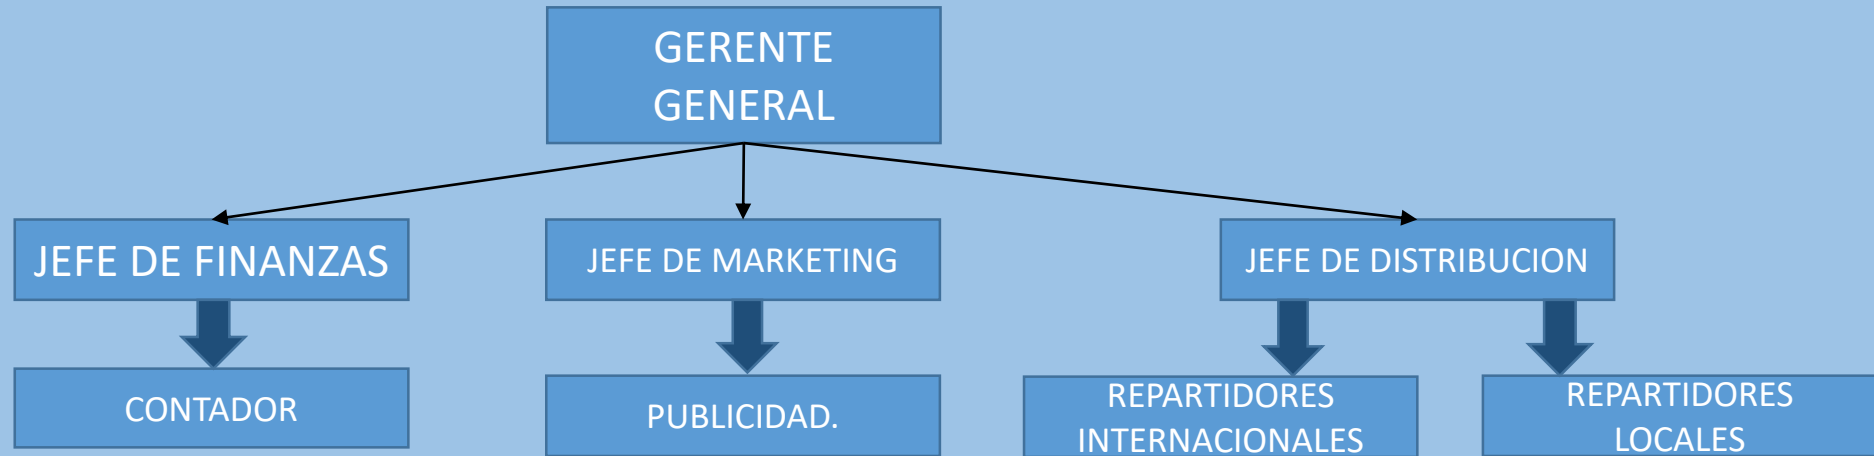 GERENTE
GENERAL
JEFE DE FINANZAS
JEFE DE MARKETING
JEFE DE DISTRIBUCION
CONTADOR
PUBLICIDAD.
REPARTIDORES
INTERNACIONALES
REPARTIDORES
LOCALES